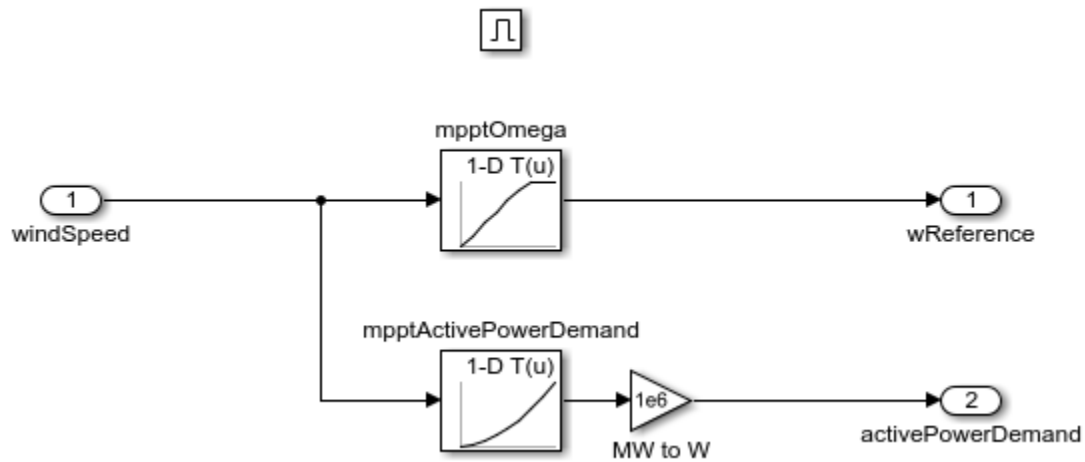 mpptOmega
1-D T(u)
1
windSpeed
1
wReference
mpptActivePowerDemand
1-D T(u)
1e6
MW to W
2
activePowerDemand